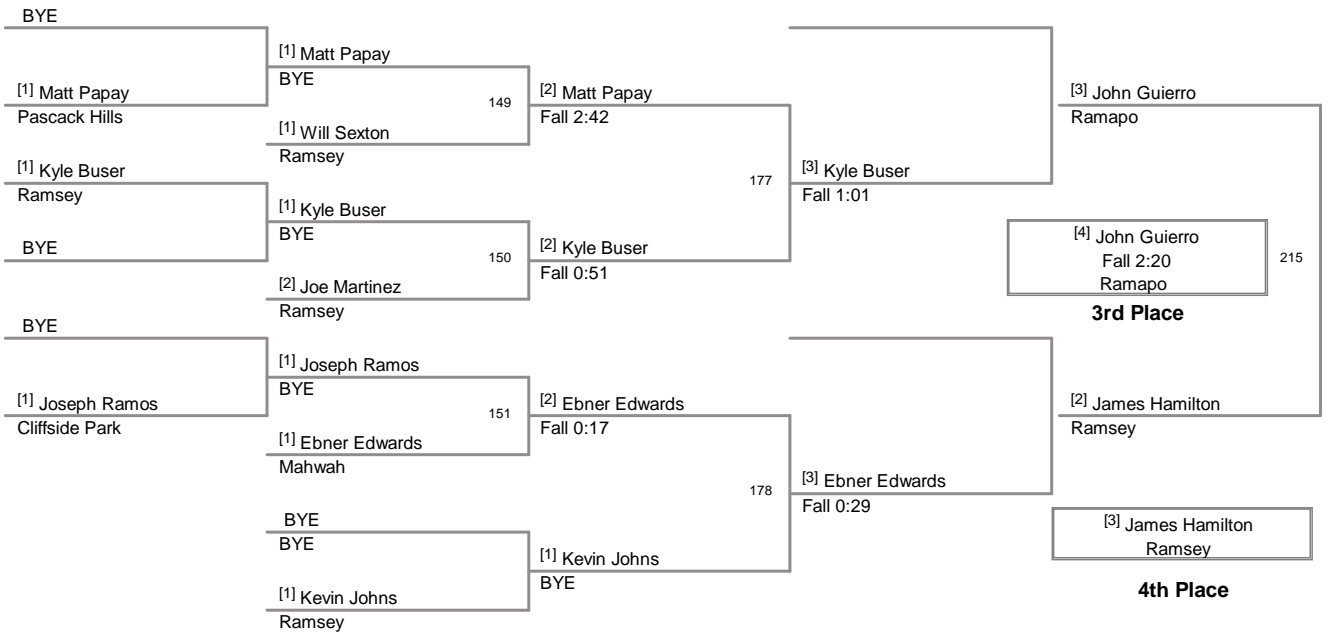 BYE
[1] Matt Papay
Pascack Hills
[1] Kyle Buser
Ramsey
BYE
BYE
[1] Joseph Ramos
Cliffside Park
[1] Matt Papay
BYE
149
[1] Will Sexton
Ramsey
[1] Kyle Buser
BYE
150
[2] Joe Martinez
Ramsey
[1] Joseph Ramos
BYE
151
[1] Ebner Edwards
Mahwah
BYE
BYE
[1] Kevin Johns
Ramsey
[2] Matt Papay
Fall 2:42
177
[2] Kyle Buser
Fall 0:51
[2] Ebner Edwards
Fall 0:17
178
[1] Kevin Johns
BYE
[3] Kyle Buser
Fall 1:01
[3] Ebner Edwards
Fall 0:29
[3] John Guierro
Ramapo
[4] John Guierro
Fall 2:20
Ramapo
215
3rd Place
[2] James Hamilton
Ramsey
[3] James Hamilton
Ramsey
4th Place